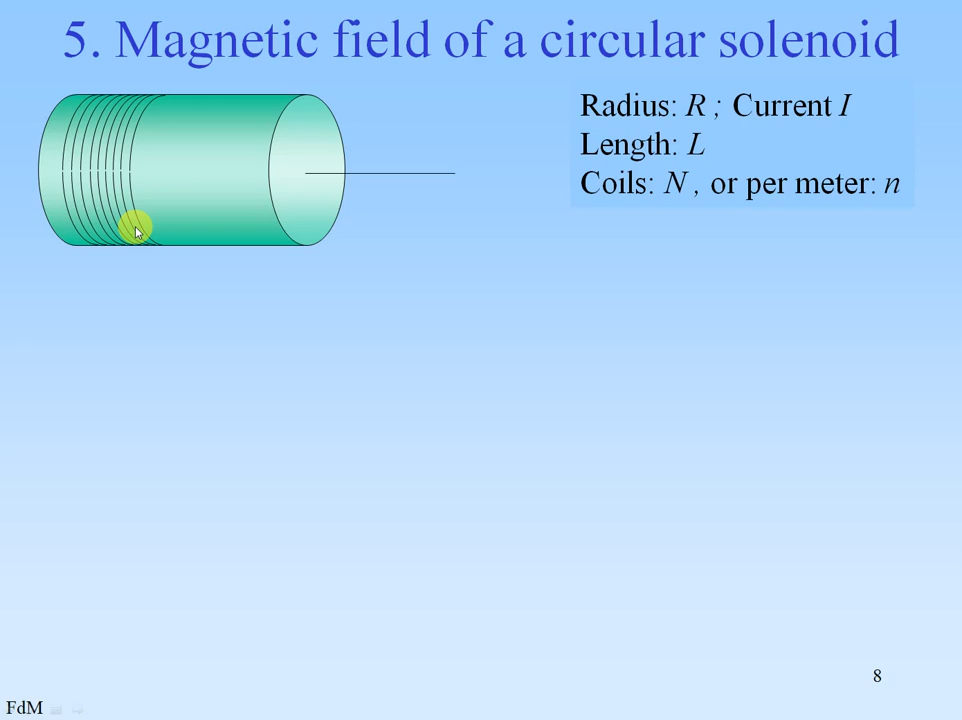 5. Magnetic field of a circular solenoid
Radius: R ; Current I
Length: L
Coils: N , or per meter: n
8
FdM